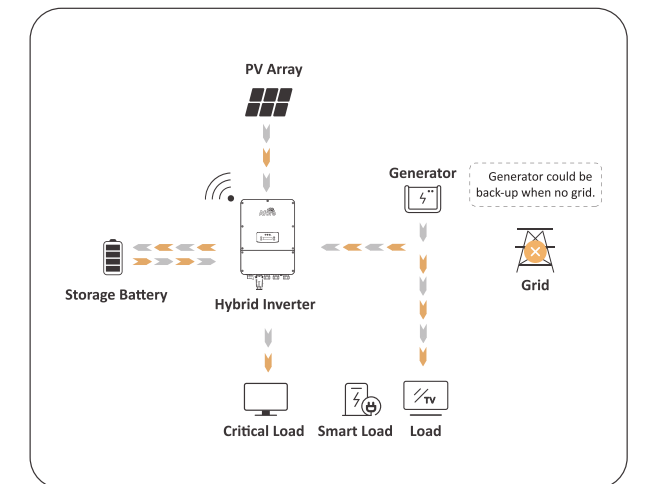 PV Array
Generator
Generator could be
back-up when no grid.
Storage Battery
Hybrid Inverter
Grid
TV
Critical Load
Smart Load
Load